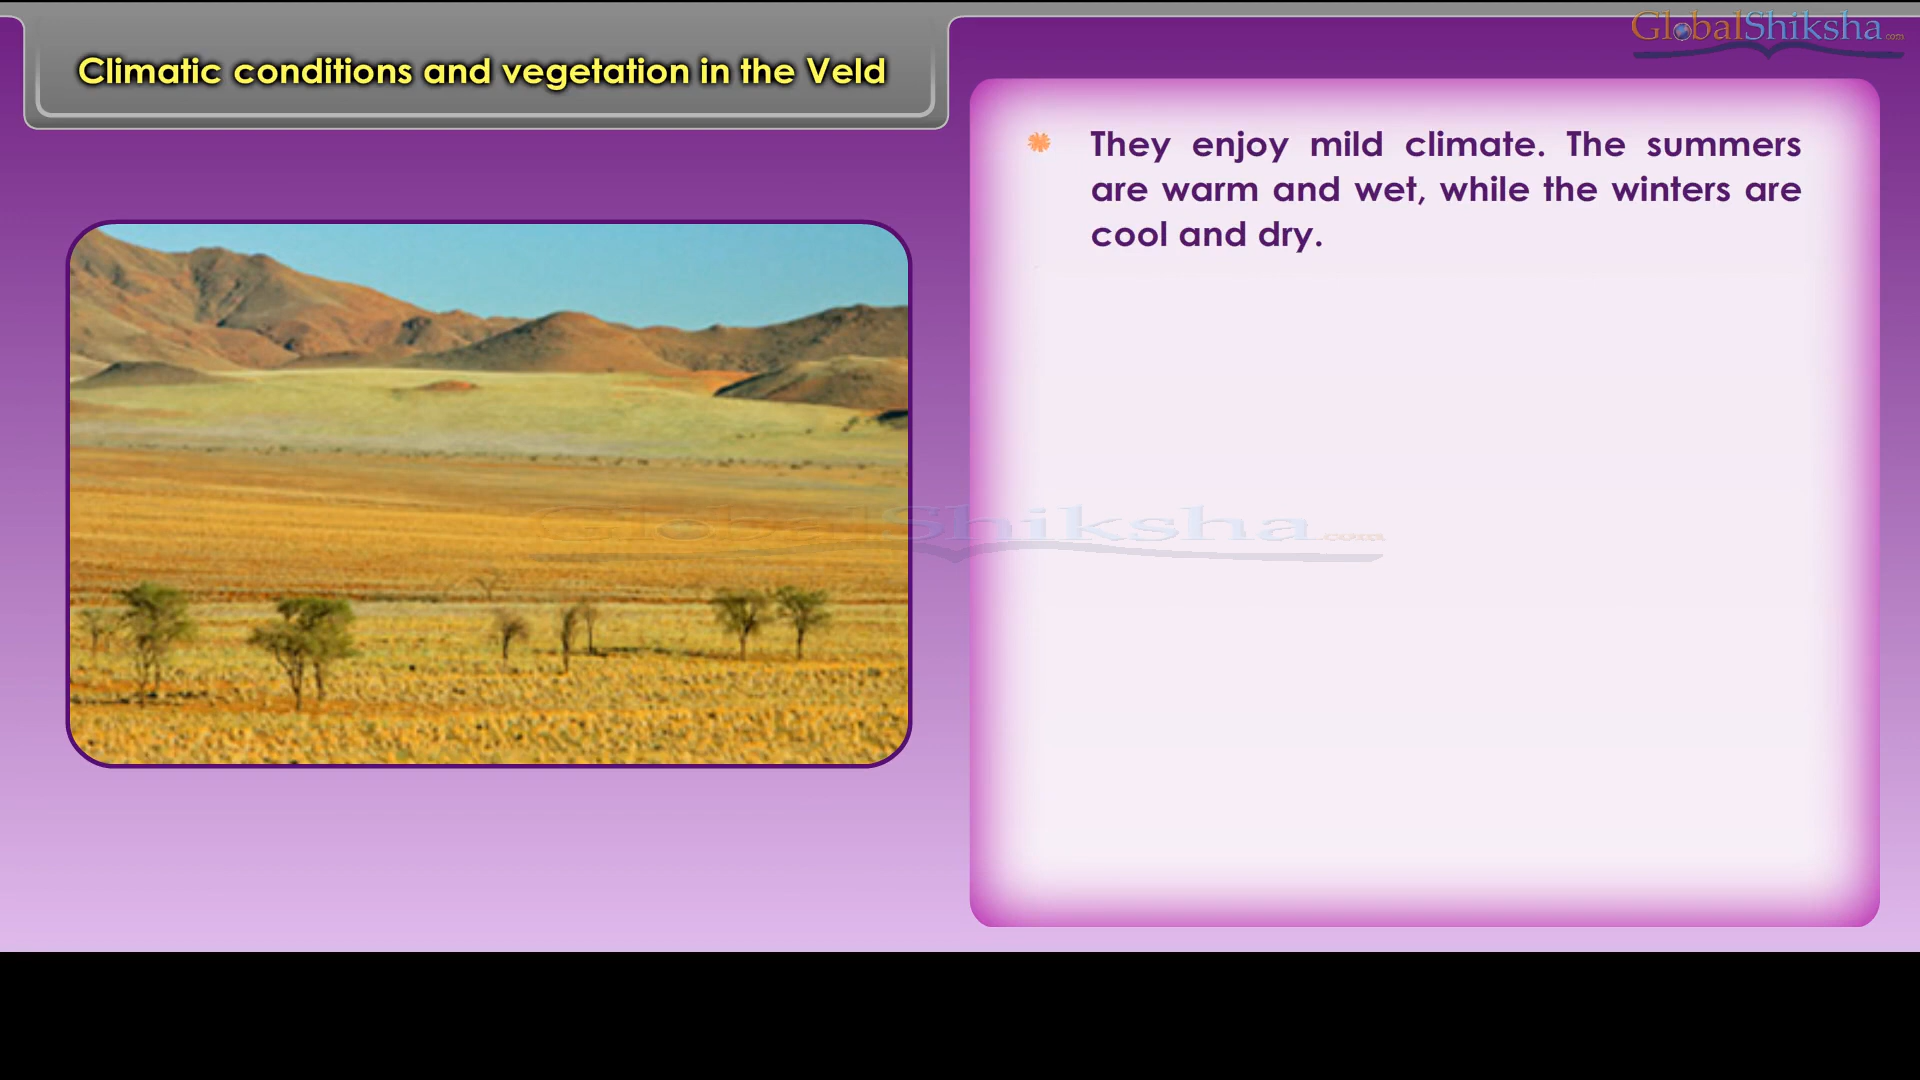 Climatic conditions and vegetation in the Veld
GlobalShiksha.com
They enjoy mild climate. The summers
are warm and wet, while the winters are
cool and dry.
GlobalShiksha.com